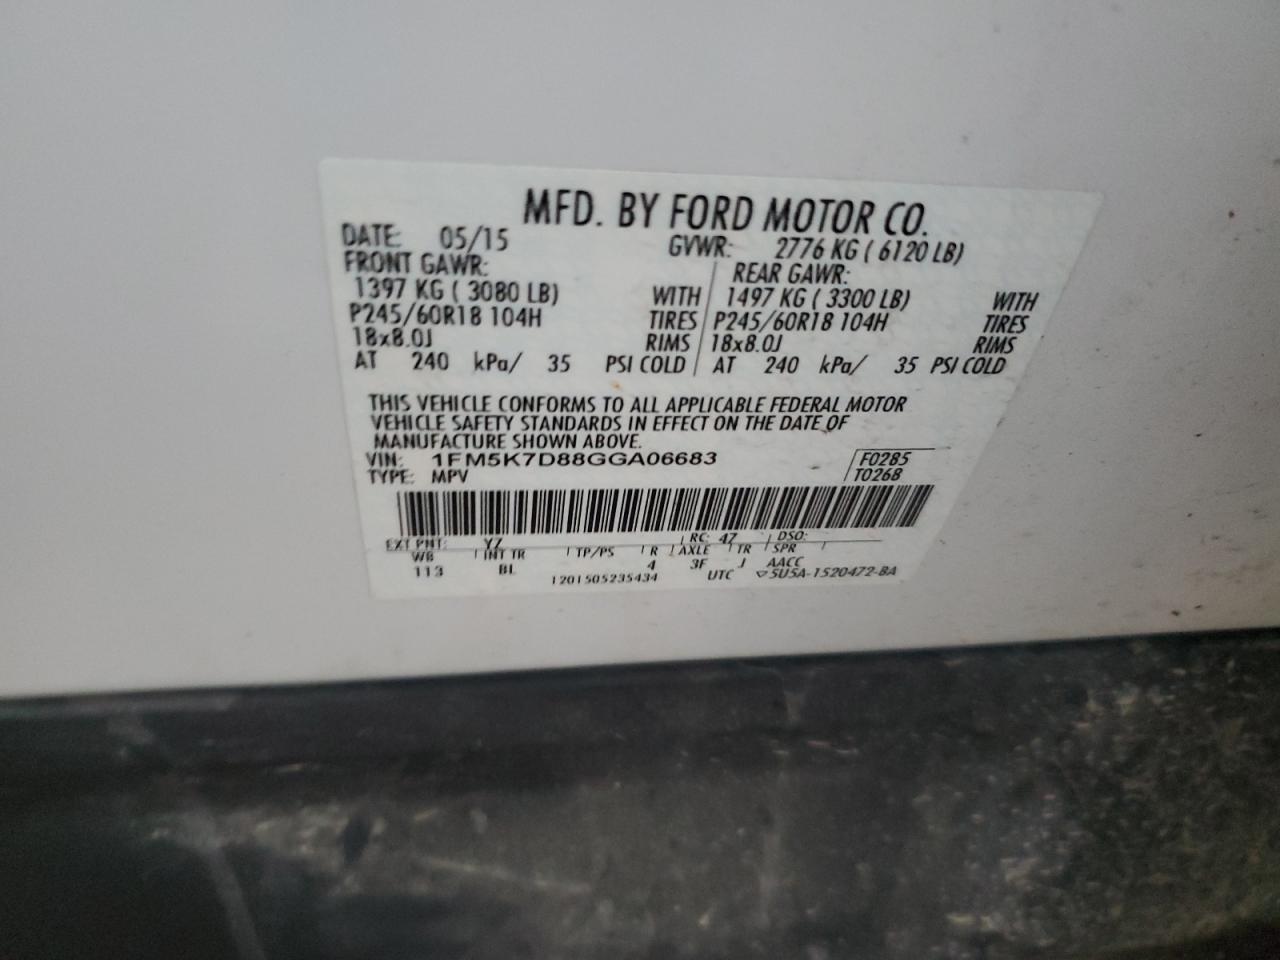 MFD. BY FORD MOTOR CO.
DATE: 05/15 GVWR: 2776 KG ( 6120 LB)
FRONT GAWR: REAR GAWR:
1397 KG ( 3080 LB) WITH 1497 KG ( 3300 LB) WITH
P245/60R18 104H TIRES P245/60R18 104H TIRES
18x8.0J RIMS 18x8.0J RIMS
AT 240 kPa/ 35 PSI COLD AT 240 kPa/ 35 PSI COLD
THIS VEHICLE CONFORMS TO ALL APPLICABLE FEDERAL MOTOR
VEHICLE SAFETY STANDARDS IN EFFECT ON THE DATE OF
MANUFACTURE SHOWN ABOVE.
VIN: 1FM5K7D88GGA06683 F0285
TYPE: MPV T0268
EXT PNT: YZ RC: 47 DSO:
WB INT TR TP/PS R AXLE TR SPR
113 BL 4 3F J AACC
1201505235434 UTC ▽5U5A-1520472-BA